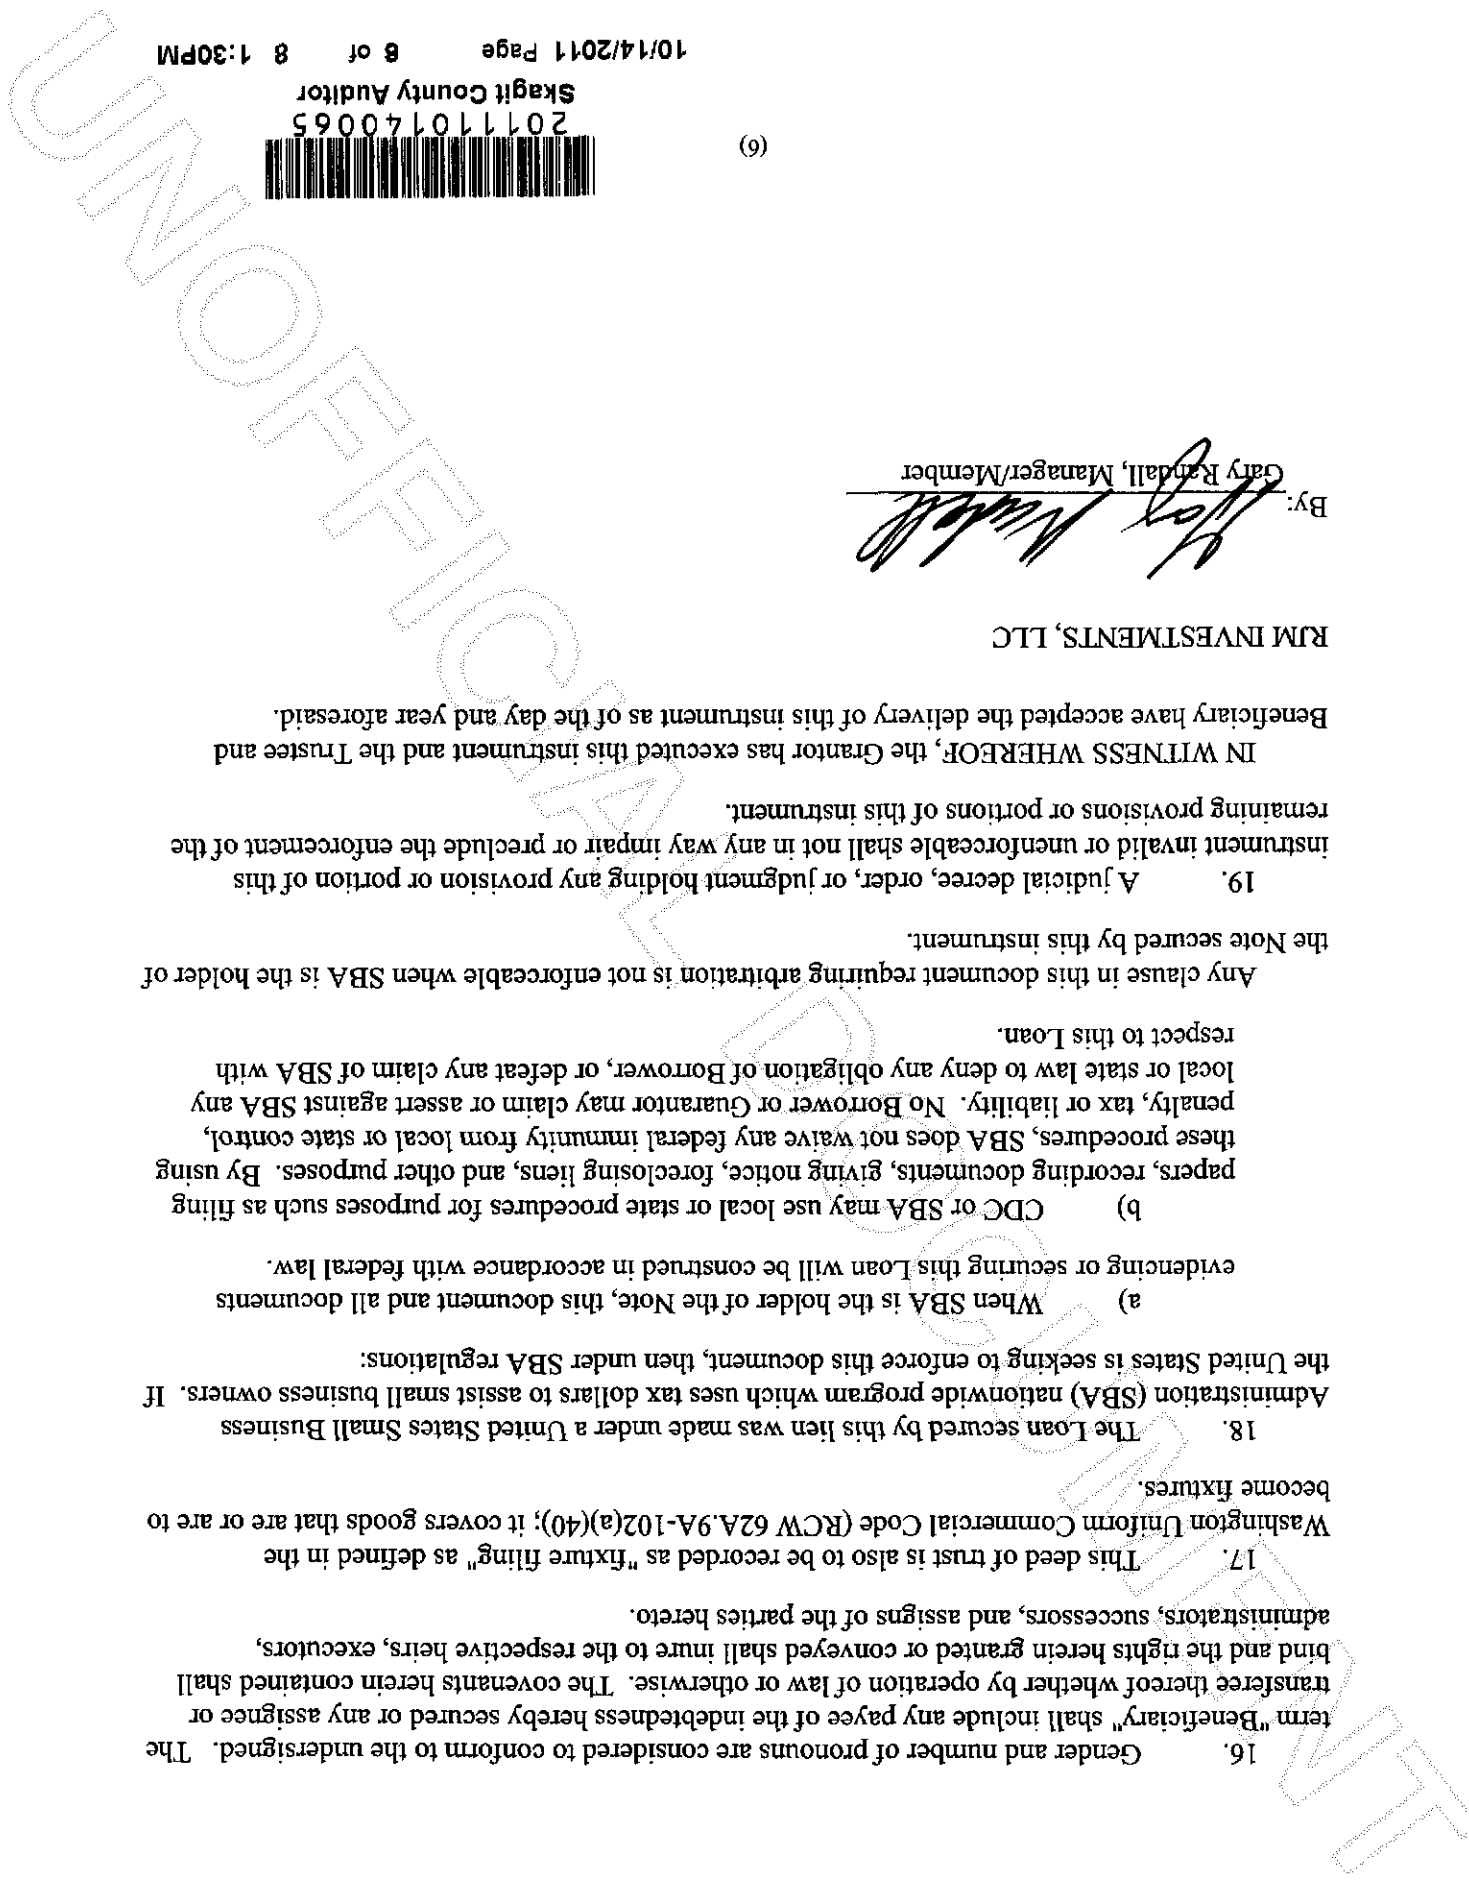 16. Gender and number of pronouns are considered to conform to the undersigned. The
term "Beneficiary" shall include any payee of the indebtedness hereby secured or any assignee or
transferee thereof whether by operation of law or otherwise. The covenants herein contained shall
bind and the rights herein granted or conveyed shall inure to the respective heirs, executors,
administrators, successors, and assigns of the parties hereto.
17. This deed of trust is also to be recorded as "fixture filing" as defined in the
Washington Uniform Commercial Code (RCW 62A.9A-102(a)(40); it covers goods that are or are to
become fixtures.
18. The Loan secured by this lien was made under a United States Small Business
Administration (SBA) nationwide program which uses tax dollars to assist small business owners. If
the United States is seeking to enforce this document, then under SBA regulations:
a) When SBA is the holder of the Note, this document and all documents
evidencing or securing this Loan will be construed in accordance with federal law.
b) CDC or SBA may use local or state procedures for purposes such as filing
papers, recording documents, giving notice, foreclosing liens, and other purposes. By using
these procedures, SBA does not waive any federal immunity from local or state control,
penalty, tax or liability. No Borrower or Guarantor may claim or assert against SBA any
local or state law to deny any obligation of Borrower, or defeat any claim of SBA with
respect to this Loan.
Any clause in this document requiring arbitration is not enforceable when SBA is the holder of
the Note secured by this instrument.
19. A judicial decree, order, or judgment holding any provision or portion of this
instrument invalid or unenforceable shall not in any way impair or preclude the enforcement of the
remaining provisions or portions of this instrument.
IN WITNESS WHEREOF, the Grantor has executed this instrument and the Trustee and
Beneficiary have accepted the delivery of this instrument as of the day and year aforesaid.
RJM INVESTMENTS, LLC
By: Gary Randall
Gary Randall, Manager/Member
(6)
201110140065
Skagit County Auditor
10/14/2011 Page 6 of 8 1:30PM
UNOFFICIAL DOCUMENT